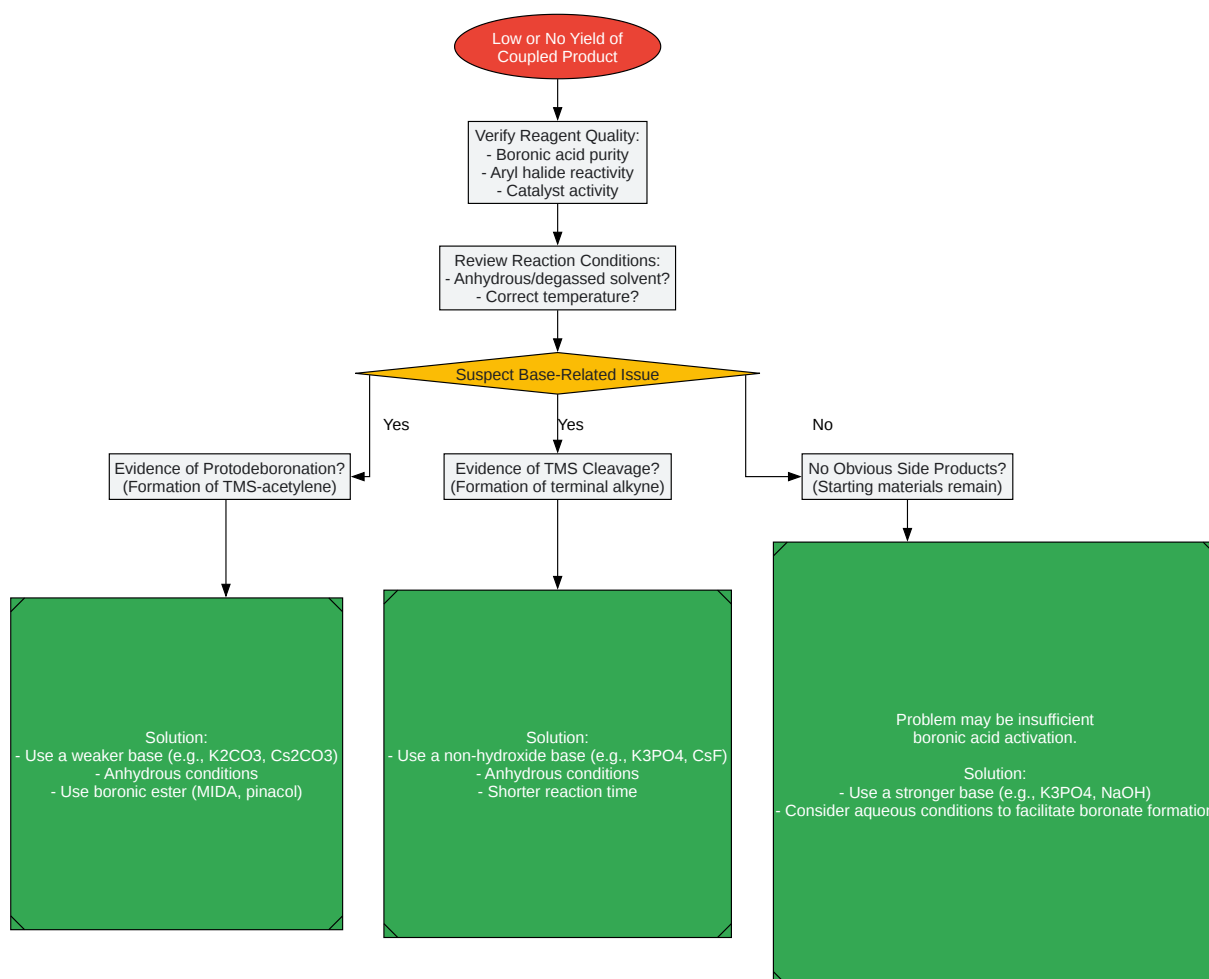 Low or No Yield of
Coupled Product
Verify Reagent Quality:
- Boronic acid purity
- Aryl halide reactivity
- Catalyst activity
Review Reaction Conditions:
- Anhydrous/degassed solvent?
- Correct temperature?
Suspect Base-Related Issue
Yes
Yes
No
Evidence of Protodeboronation?
(Formation of TMS-acetylene)
Evidence of TMS Cleavage?
(Formation of terminal alkyne)
No Obvious Side Products?
(Starting materials remain)
Solution:
- Use a weaker base (e.g., K2CO3, Cs2CO3)
- Anhydrous conditions
- Use boronic ester (MIDA, pinacol)
Solution:
- Use a non-hydroxide base (e.g., K3PO4, CsF)
- Anhydrous conditions
- Shorter reaction time
Problem may be insufficient
boronic acid activation.
Solution:
- Use a stronger base (e.g., K3PO4, NaOH)
- Consider aqueous conditions to facilitate boronate formation